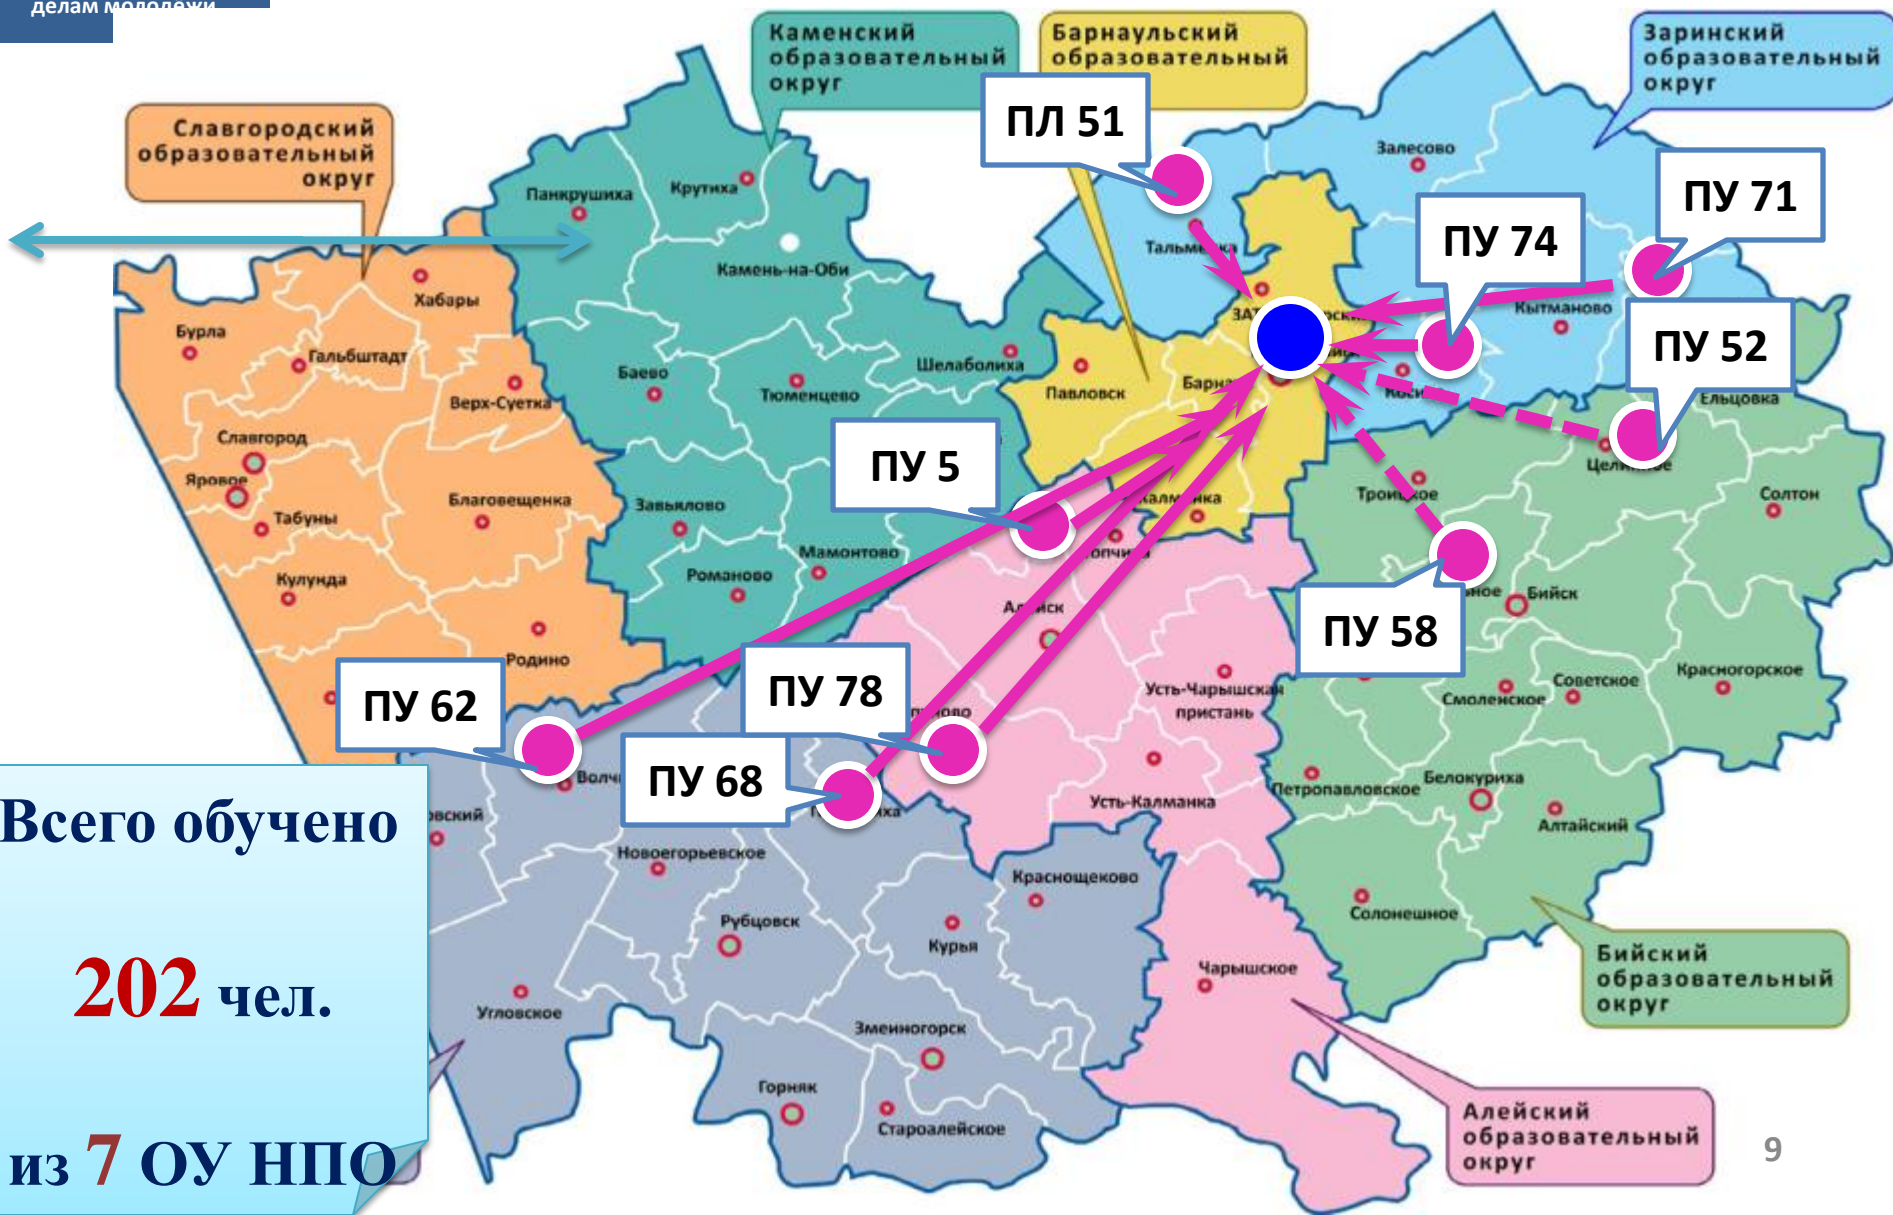 делам молодежи
Каменский
образовательный
округ
Барнаульский
образовательный
Заринский
образовательный
округ
Славгородский
образовательный
округ
ПЛ 51
ПУ 71
ПУ 74
ПУ 52
ПУ 5
ПУ 58
ПУ 62
ПУ 78
ПУ 68
Залесово
Панкрушиха
Крутиха
Камень-на-Оби
Хабары
Бурла
Гальбштадт
Верх-Суетка
Баево
Тюменцево
Шелаболиха
Павловск
Кытманово
Ельцовка
Славгород
Яровое
Табуны
Благовещенка
Завьялово
Троицкое
Солтон
Кулунда
Романово
Мамонтово
Бийск
Родино
Усть-Чарышская
пристань
Смоленское
Советское
Красногорское
Петропавловское
Белокуриха
Усть-Калманка
Алтайский
Новоегорьевское
Краснощеково
Рубцовск
Курья
Солонешное
Угловское
Чарышское
Змеиногорск
Горняк
Староалейское
Бийский
образовательный
округ
Алейский
образовательный
округ
Всего обучено
202 чел.
из 7 ОУ НПО
9